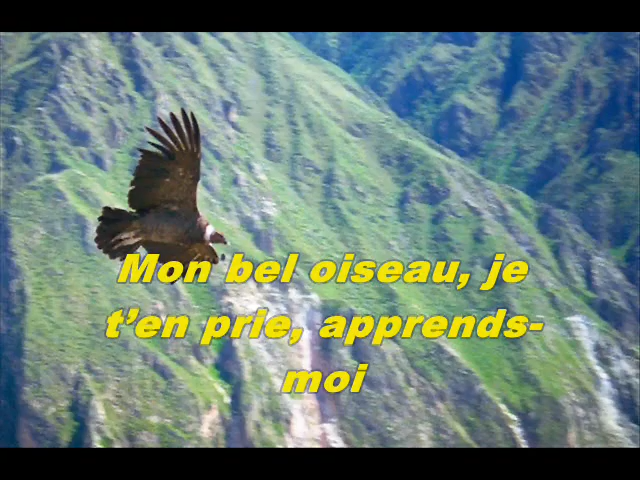 Mon bel oiseau, je
t’en prie, apprends-
moi